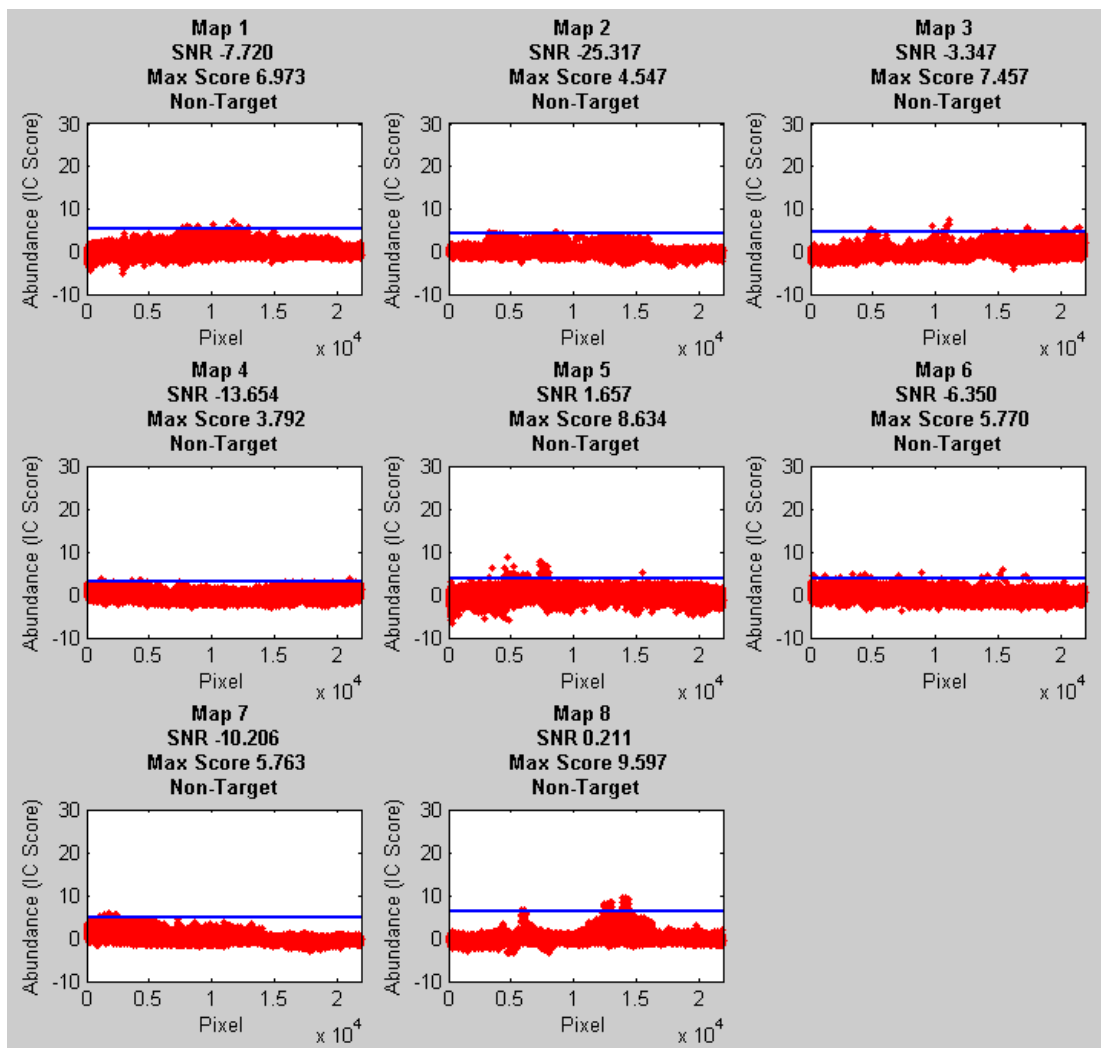 Map 1
SNR -7.720
Max Score 6.973
Non-Target
Abundance (IC Score)
30
20
10
0
-10
0 0.5 1 1.5 2
Pixel
x 10^4
Map 2
SNR -25.317
Max Score 4.547
Non-Target
Abundance (IC Score)
30
20
10
0
-10
0 0.5 1 1.5 2
Pixel
x 10^4
Map 3
SNR -3.347
Max Score 7.457
Non-Target
Abundance (IC Score)
30
20
10
0
-10
0 0.5 1 1.5 2
Pixel
x 10^4
Map 4
SNR -13.654
Max Score 3.792
Non-Target
Abundance (IC Score)
30
20
10
0
-10
0 0.5 1 1.5 2
Pixel
x 10^4
Map 5
SNR 1.657
Max Score 8.634
Non-Target
Abundance (IC Score)
30
20
10
0
-10
0 0.5 1 1.5 2
Pixel
x 10^4
Map 6
SNR -6.350
Max Score 5.770
Non-Target
Abundance (IC Score)
30
20
10
0
-10
0 0.5 1 1.5 2
Pixel
x 10^4
Map 7
SNR -10.206
Max Score 5.763
Non-Target
Abundance (IC Score)
30
20
10
0
-10
0 0.5 1 1.5 2
Pixel
x 10^4
Map 8
SNR 0.211
Max Score 9.597
Non-Target
Abundance (IC Score)
30
20
10
0
-10
0 0.5 1 1.5 2
Pixel
x 10^4